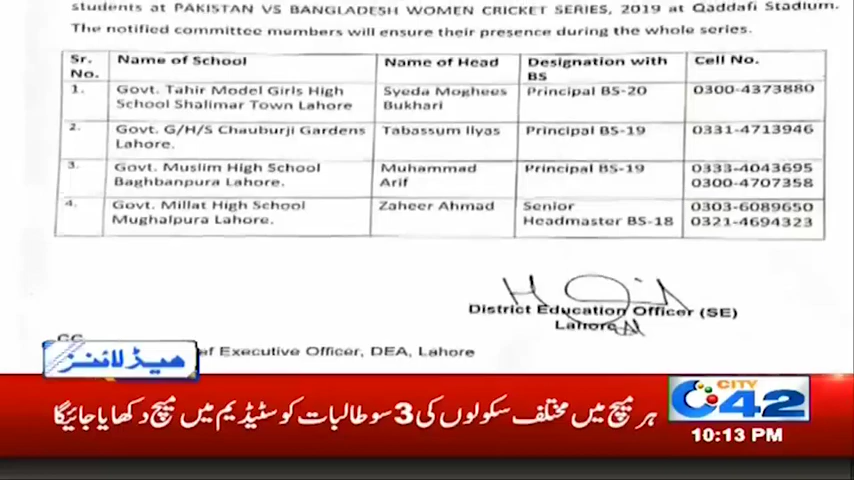 students at PAKISTAN VS BANGLADESH WOMEN CRICKET SERIES, 2019 at Qaddafi Stadium.
The notified committee members will ensure their presence during the whole series.
Sr. No. Name of School Name of Head Designation with BS Cell No.
1. Govt. Tahir Model Girls High School Shalimar Town Lahore Syeda Moghees Bukhari Principal BS-20 0300-4373880
2. Govt. G/H/S Chauburji Gardens Lahore. Tabassum Ilyas Principal BS-19 0331-4713946
3. Govt. Muslim High School Baghbanpura Lahore. Muhammad Arif Principal BS-19 0333-4043695 0300-4707358
4. Govt. Millat High School Mughalpura Lahore. Zaheer Ahmad Senior Headmaster BS-18 0303-6089650 0321-4694323
District Education Officer (SE)
Lahore
CC
ef Executive Officer, DEA, Lahore
ہیڈلائنز
ہر میچ میں مختلف سکولوں کی 3 سو طالبات کو سٹیڈیم میں میچ دکھایا جائیگا
CITY 42
10:13 PM